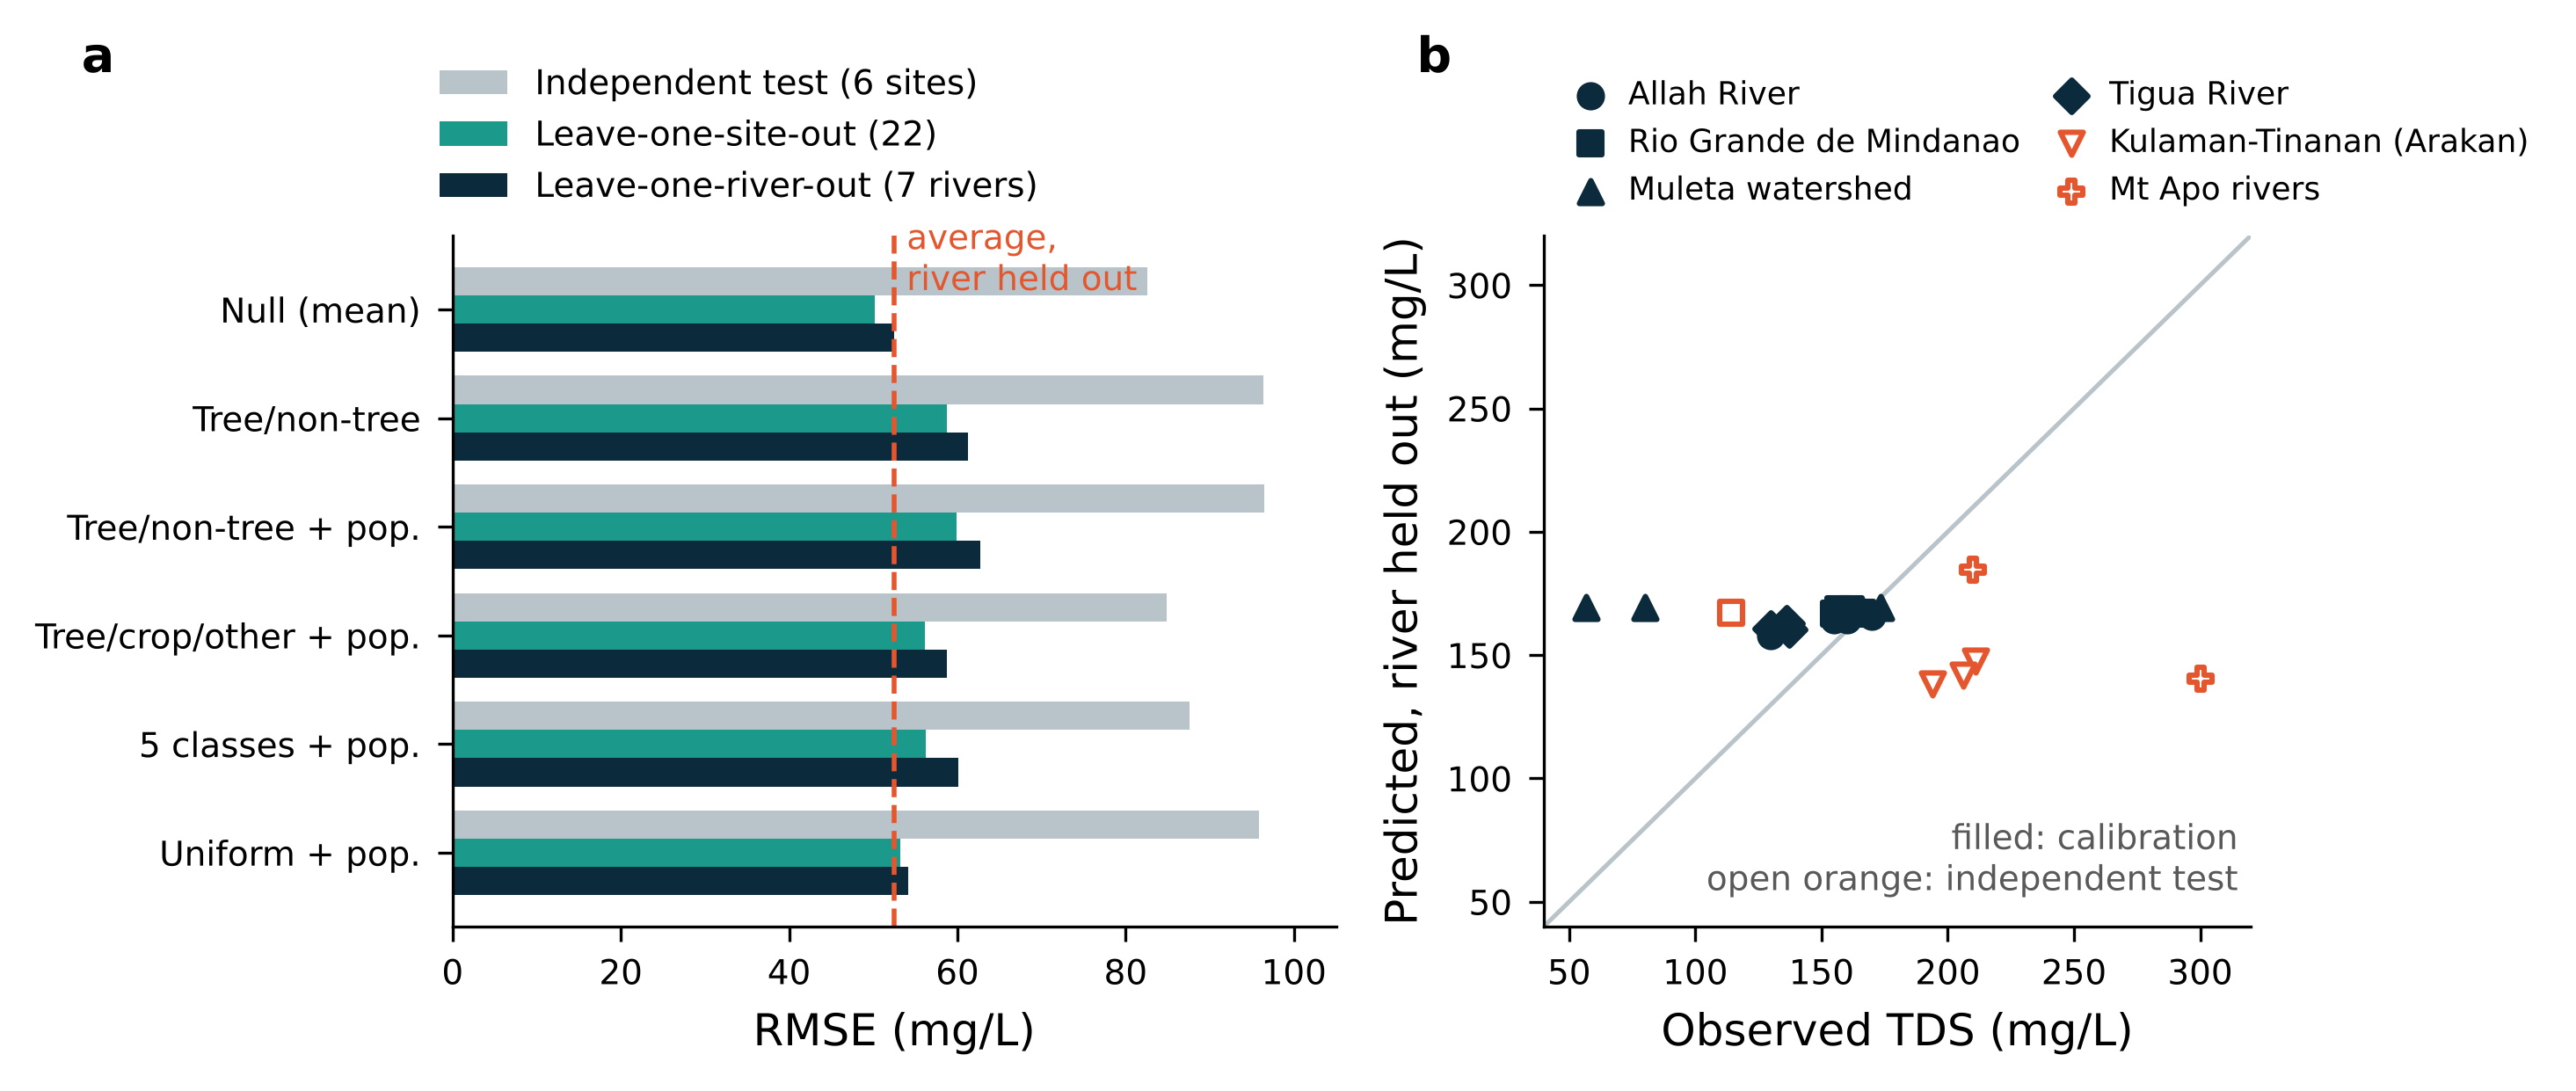 a
Independent test (6 sites)
Leave-one-site-out (22)
Leave-one-river-out (7 rivers)
average,
river held out
Null (mean)
Tree/non-tree
Tree/non-tree + pop.
Tree/crop/other + pop.
5 classes + pop.
Uniform + pop.
0 20 40 60 80 100
RMSE (mg/L)
b
Allah River
Rio Grande de Mindanao
Muleta watershed
Tigua River
Kulaman-Tinanan (Arakan)
Mt Apo rivers
Predicted, river held out (mg/L)
300
250
200
150
100
50
filled: calibration
open orange: independent test
50 100 150 200 250 300
Observed TDS (mg/L)